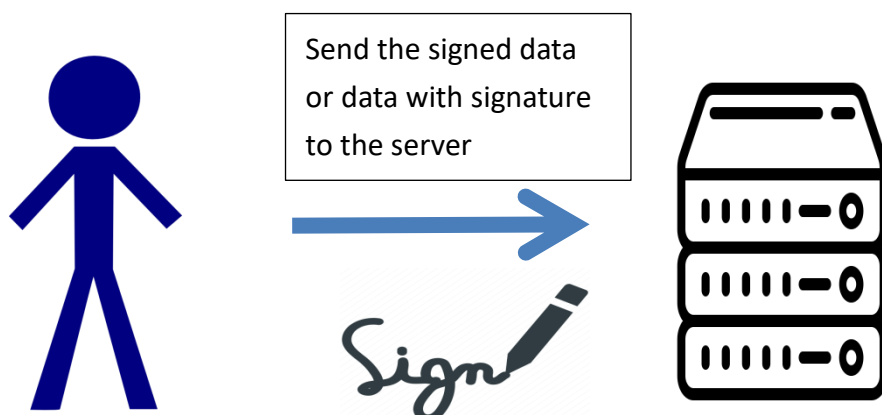 Send the signed data
or data with signature
to the server
Sign